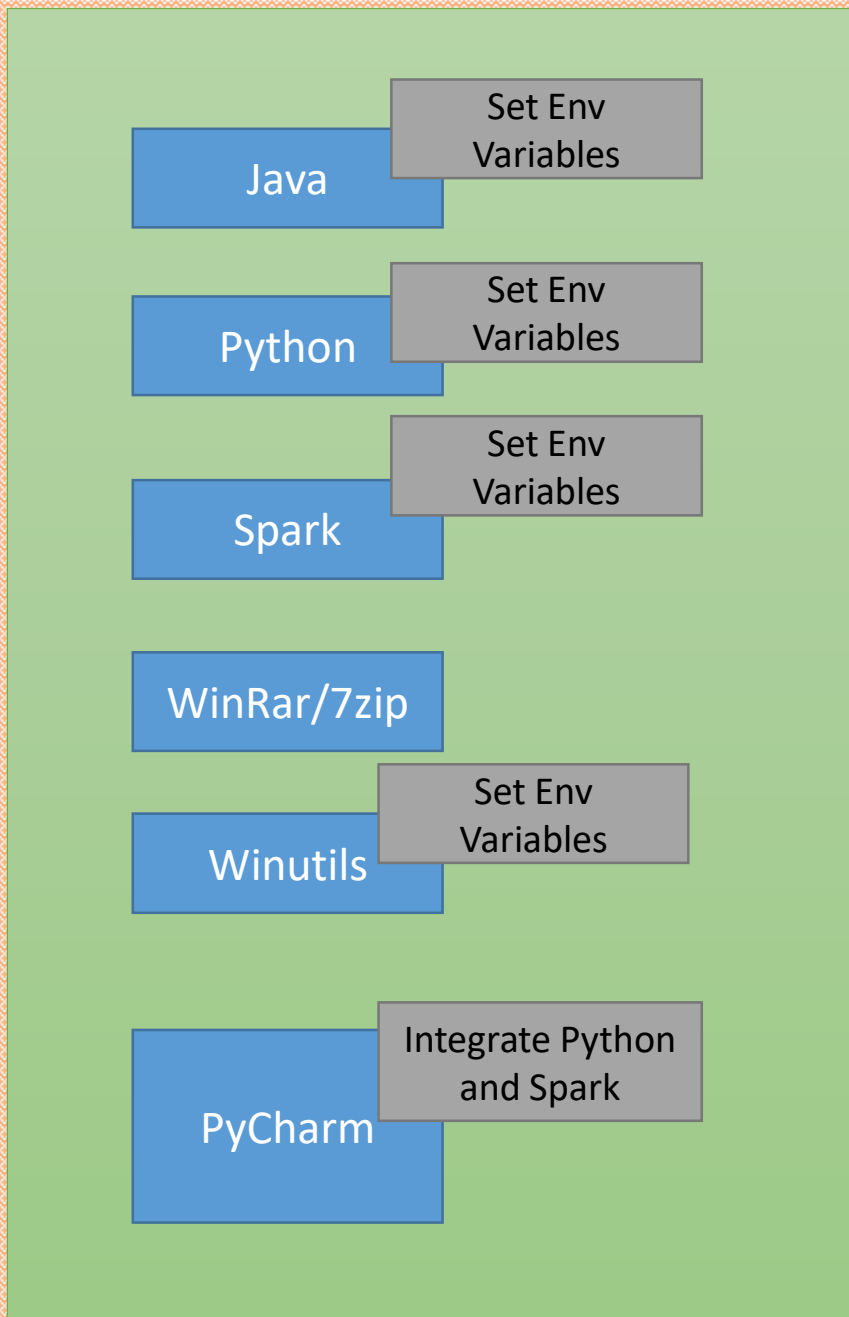 Set Env
Variables
Java
Set Env
Variables
Python
Set Env
Variables
Spark
WinRar/7zip
Set Env
Variables
Winutils
Integrate Python
and Spark
PyCharm